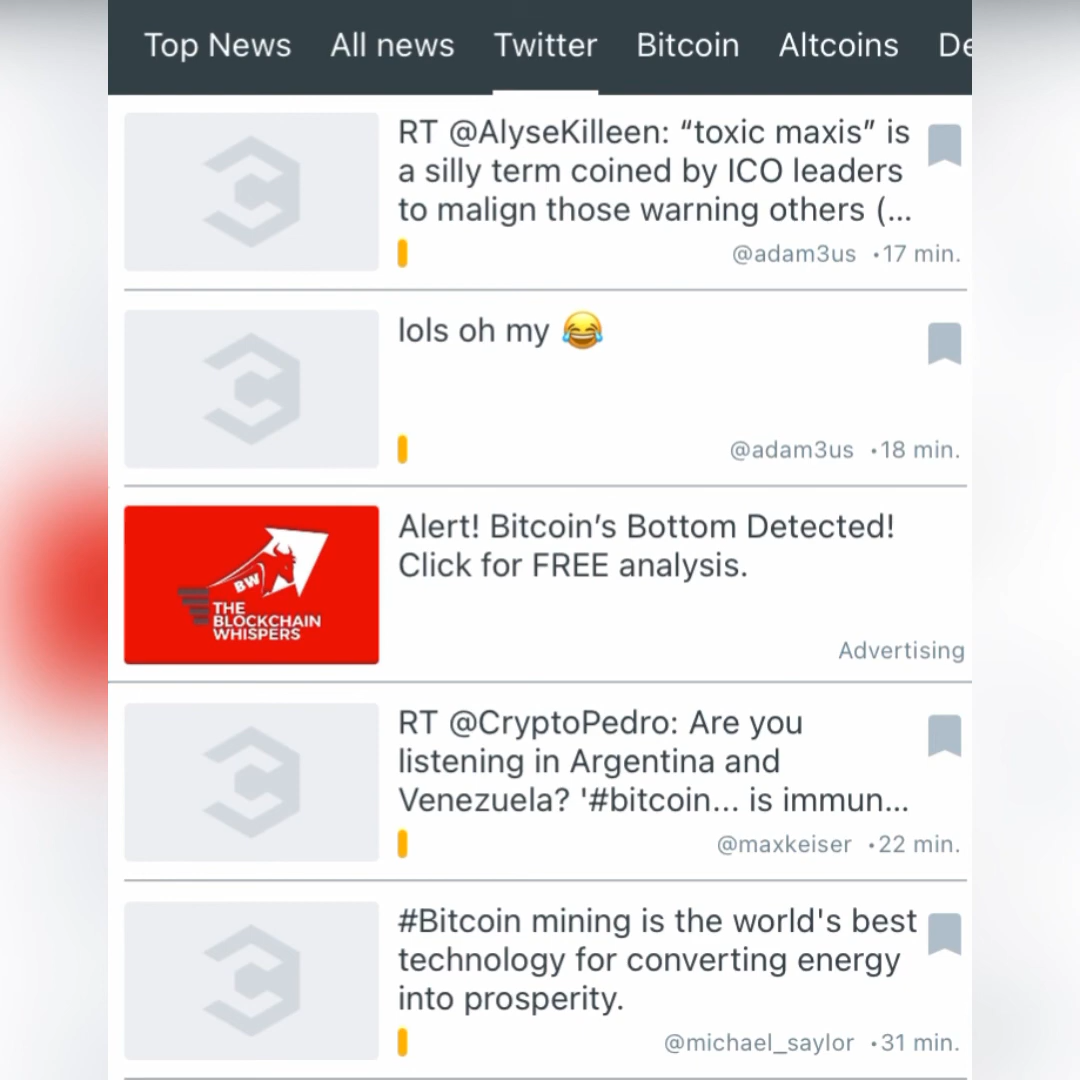 Top News All news Twitter Bitcoin Altcoins De
RT @AlyseKilleen: “toxic maxis” is
a silly term coined by ICO leaders
to malign those warning others (...
@adam3us •17 min.
lols oh my 😂
@adam3us •18 min.
BW
THE
BLOCKCHAIN
WHISPERS
Alert! Bitcoin’s Bottom Detected!
Click for FREE analysis.
Advertising
RT @CryptoPedro: Are you
listening in Argentina and
Venezuela? '#bitcoin... is immun...
@maxkeiser •22 min.
#Bitcoin mining is the world's best
technology for converting energy
into prosperity.
@michael_saylor •31 min.